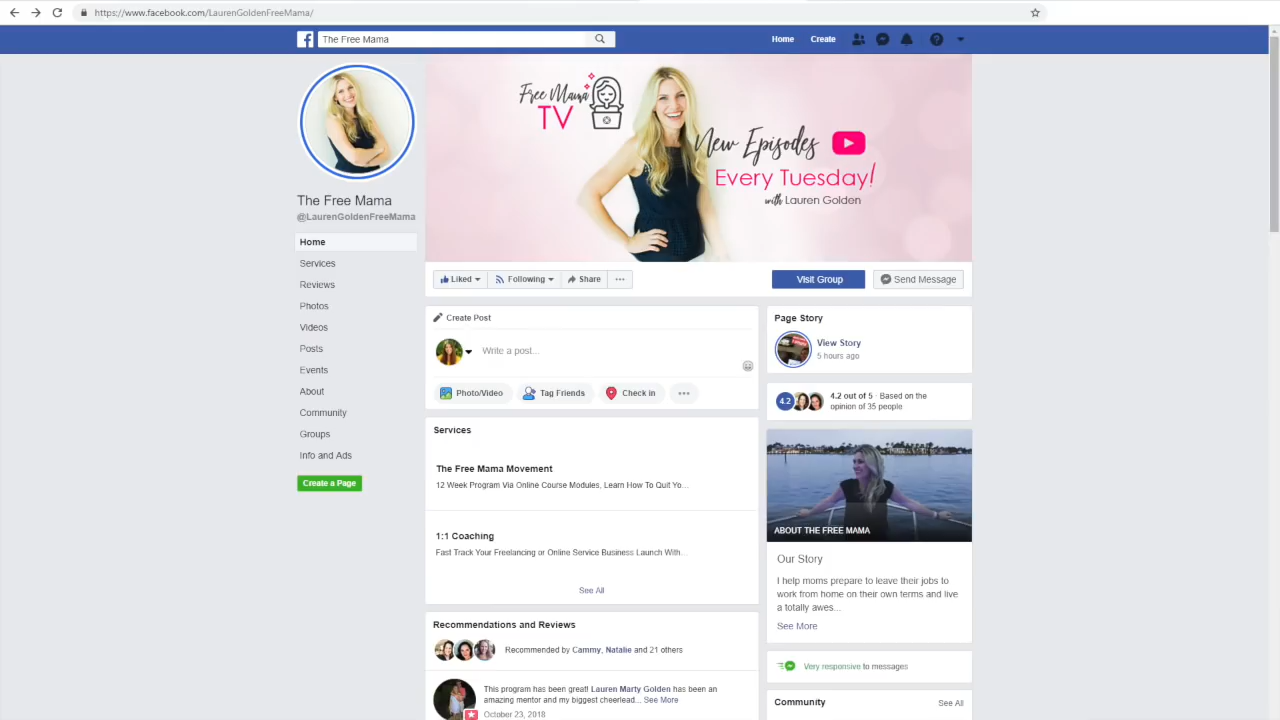 https://www.facebook.com/LaurenGoldenFreeMama/
The Free Mama
Home
Create
Free Mama
TV
New Episodes
Every Tuesday!
with Lauren Golden
The Free Mama
@LaurenGoldenFreeMama
Home
Services
Reviews
Photos
Videos
Posts
Events
About
Community
Groups
Info and Ads
Create a Page
Liked
Following
Share
Visit Group
Send Message
Create Post
Write a post...
Photo/Video
Tag Friends
Check in
Services
The Free Mama Movement
12 Week Program Via Online Course Modules, Learn How To Quit Yo...
1:1 Coaching
Fast Track Your Freelancing or Online Service Business Launch With...
See All
Recommendations and Reviews
Recommended by Cammy, Natalie and 21 others
This program has been great! Lauren Marty Golden has been an
amazing mentor and my biggest cheerlead... See More
October 23, 2018
Page Story
View Story
5 hours ago
4.2
4.2 out of 5 · Based on the
opinion of 35 people
ABOUT THE FREE MAMA
Our Story
I help moms prepare to leave their jobs to
work from home on their own terms and live
a totally awes...
See More
Very responsive to messages
Community
See All